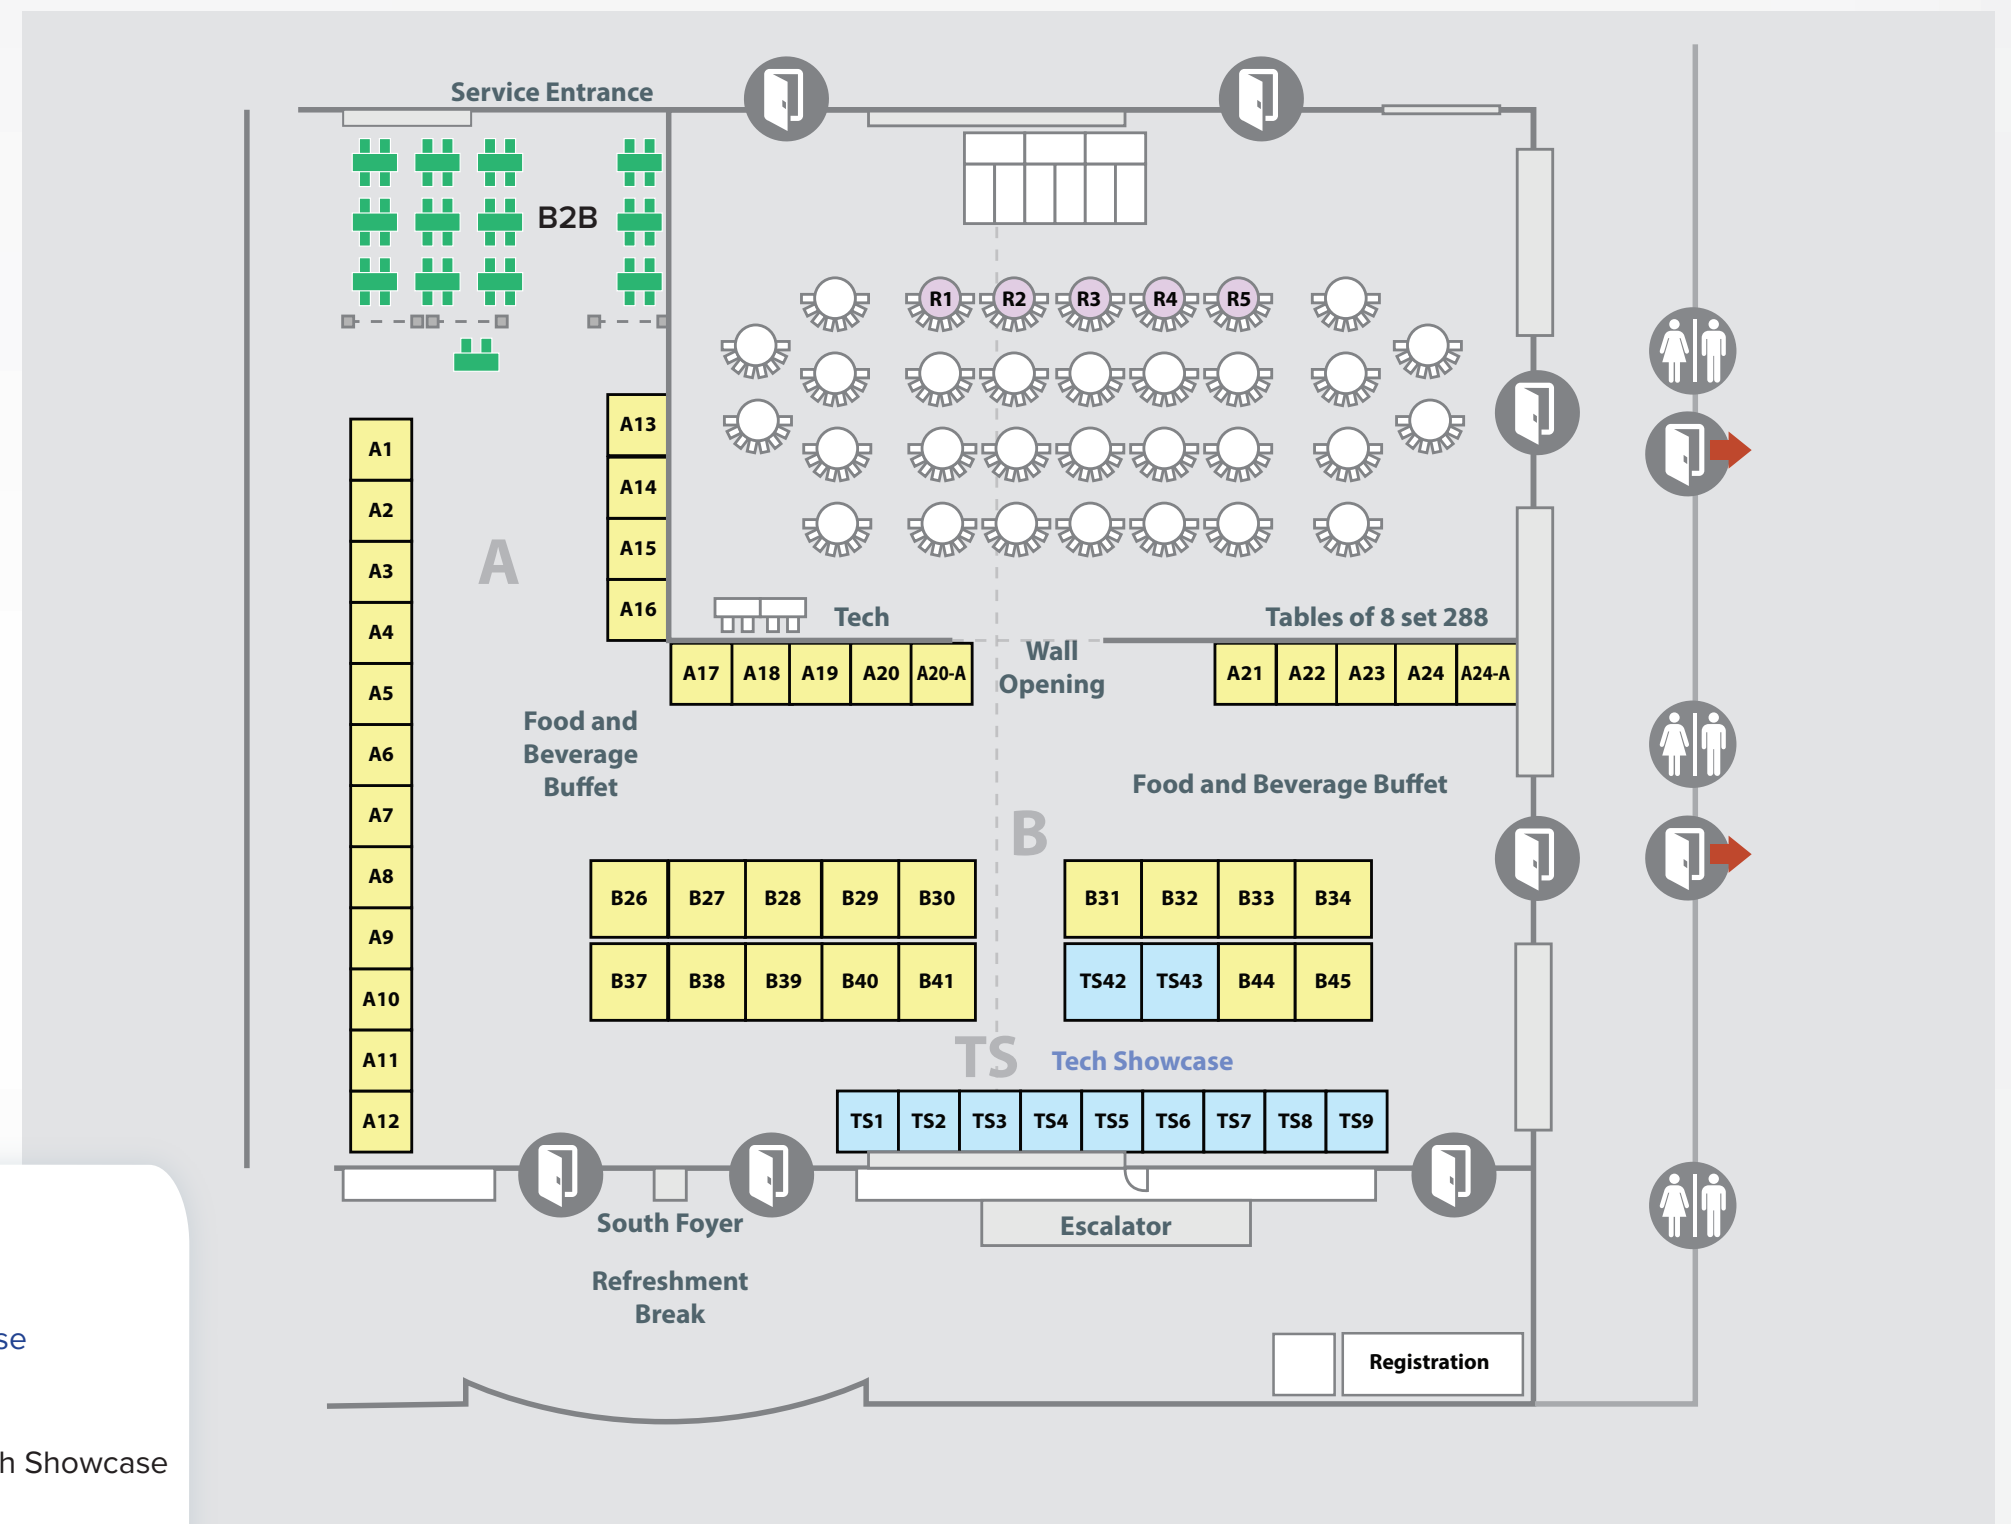 Service Entrance
B2B
R1 R2 R3 R4 R5
A13
A14
A15
A16
A1
A2
A3
A4
A5
A6
A7
A8
A9
A10
A11
A12
A
Tech
Tables of 8 set 288
Wall
Opening
A17 A18 A19 A20 A20-A
A21 A22 A23 A24 A24-A
Food and
Beverage
Buffet
Food and Beverage Buffet
B
B26 B27 B28 B29 B30
B37 B38 B39 B40 B41
B31 B32 B33 B34
TS42 TS43 B44 B45
TS
Tech Showcase
TS1 TS2 TS3 TS4 TS5 TS6 TS7 TS8 TS9
South Foyer
Escalator
Refreshment
Break
Registration
se
h Showcase